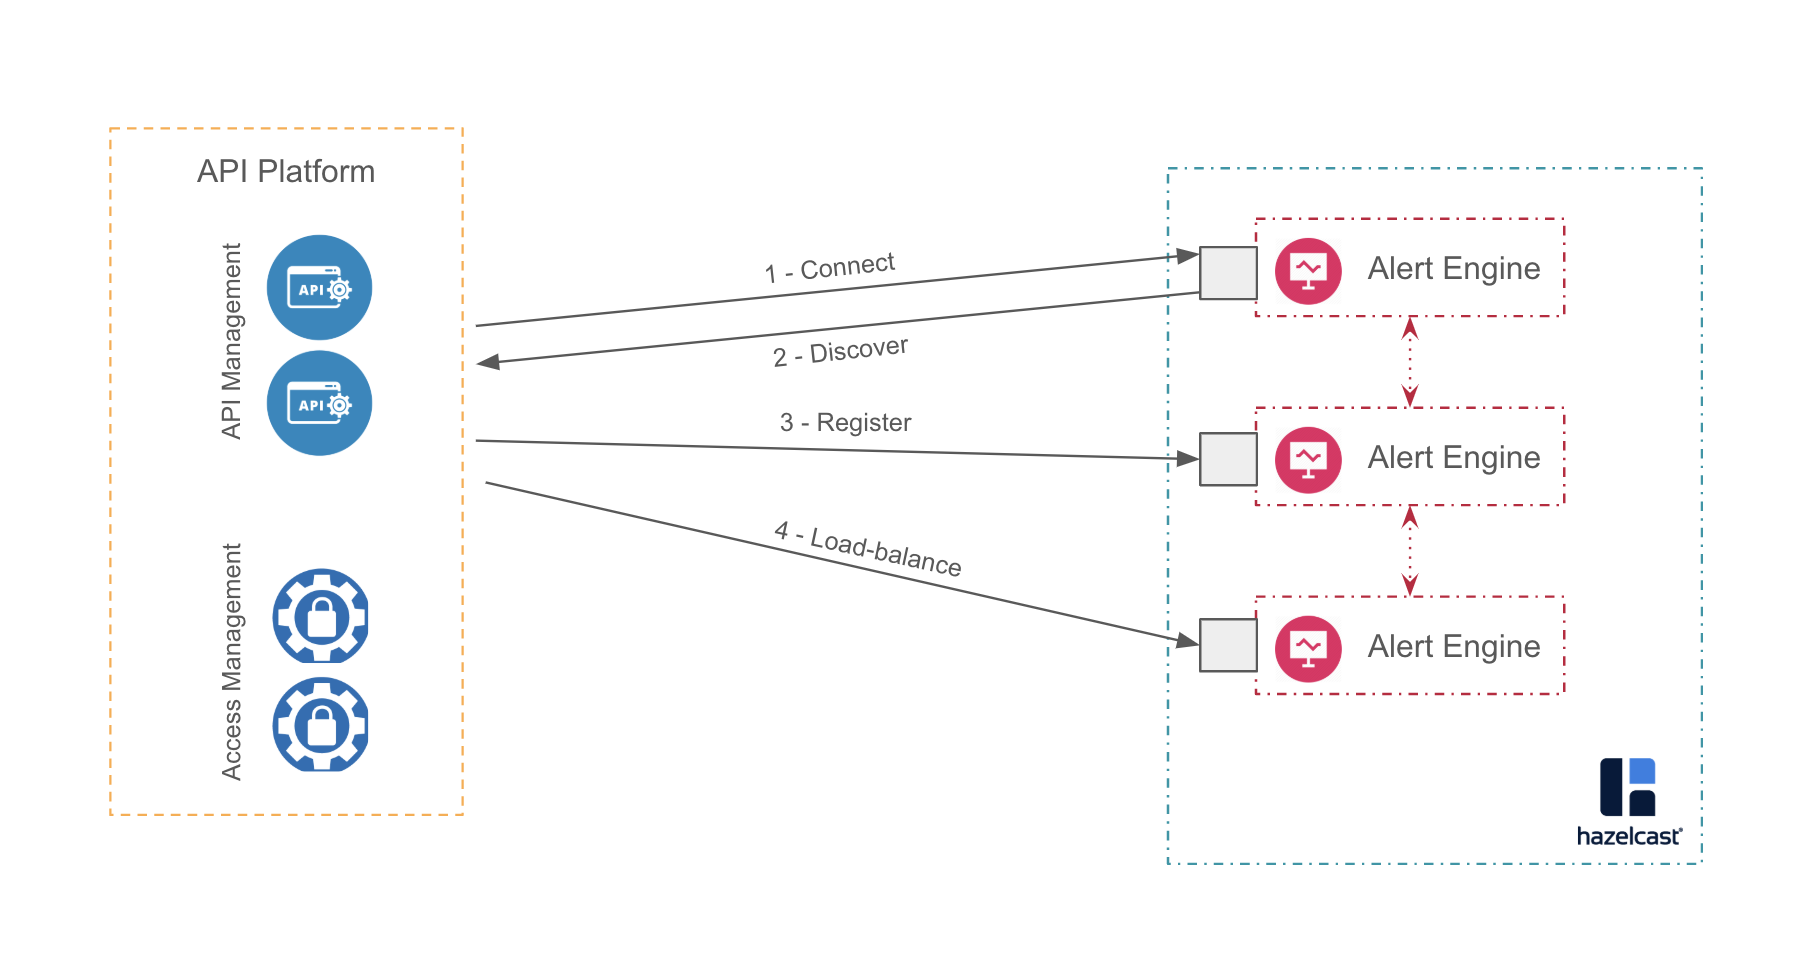 API Platform
API Management
API
API
Access Management
1 - Connect
2 - Discover
3 - Register
4 - Load-balance
Alert Engine
Alert Engine
Alert Engine
hazelcast